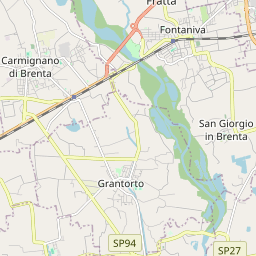 Fratta
Fontaniva
Carmignano
di Brenta
San Giorgio
in Brenta
Grantorto
SP94
SP27